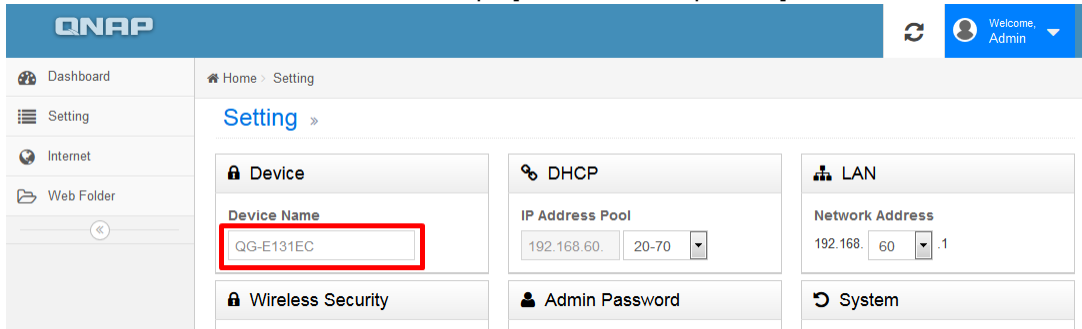 QNAP
Welcome,
Admin
Dashboard
Setting
Internet
Web Folder
Home > Setting
Setting »
Device
Device Name
QG-E131EC
DHCP
IP Address Pool
192.168.60. 20-70
LAN
Network Address
192.168. 60 .1
Wireless Security
Admin Password
System